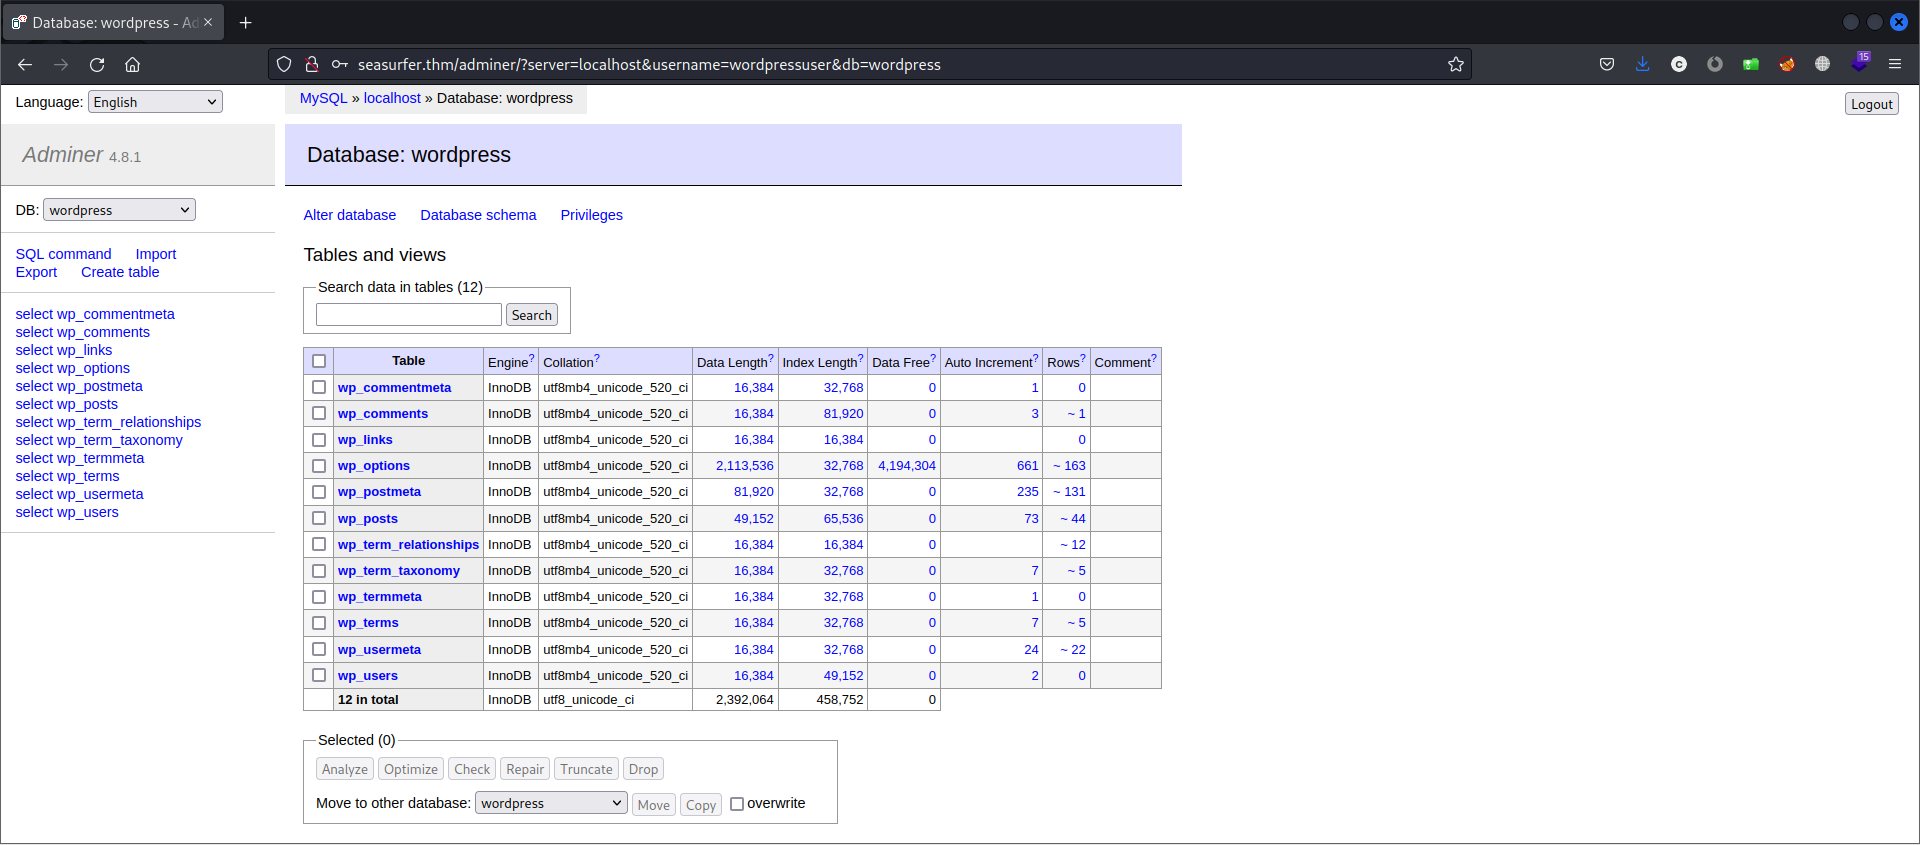 Database: wordpress - Ad
seasurfer.thm/adminer/?server=localhost&username=wordpressuser&db=wordpress
15
Language: English
MySQL » localhost » Database: wordpress
Logout
Adminer 4.8.1
Database: wordpress
DB: wordpress
Alter database Database schema Privileges
SQL command Import
Export Create table
select wp_commentmeta
select wp_comments
select wp_links
select wp_options
select wp_postmeta
select wp_posts
select wp_term_relationships
select wp_term_taxonomy
select wp_termmeta
select wp_terms
select wp_usermeta
select wp_users
Tables and views
Search data in tables (12)
Search
Table Engine? Collation? Data Length? Index Length? Data Free? Auto Increment? Rows? Comment?
wp_commentmeta InnoDB utf8mb4_unicode_520_ci 16,384 32,768 0 1 0
wp_comments InnoDB utf8mb4_unicode_520_ci 16,384 81,920 0 3 ~ 1
wp_links InnoDB utf8mb4_unicode_520_ci 16,384 16,384 0 0
wp_options InnoDB utf8mb4_unicode_520_ci 2,113,536 32,768 4,194,304 661 ~ 163
wp_postmeta InnoDB utf8mb4_unicode_520_ci 81,920 32,768 0 235 ~ 131
wp_posts InnoDB utf8mb4_unicode_520_ci 49,152 65,536 0 73 ~ 44
wp_term_relationships InnoDB utf8mb4_unicode_520_ci 16,384 16,384 0 ~ 12
wp_term_taxonomy InnoDB utf8mb4_unicode_520_ci 16,384 32,768 0 7 ~ 5
wp_termmeta InnoDB utf8mb4_unicode_520_ci 16,384 32,768 0 1 0
wp_terms InnoDB utf8mb4_unicode_520_ci 16,384 32,768 0 7 ~ 5
wp_usermeta InnoDB utf8mb4_unicode_520_ci 16,384 32,768 0 24 ~ 22
wp_users InnoDB utf8mb4_unicode_520_ci 16,384 49,152 0 2 0
12 in total InnoDB utf8_unicode_ci 2,392,064 458,752 0
Selected (0)
Analyze Optimize Check Repair Truncate Drop
Move to other database: wordpress Move Copy overwrite